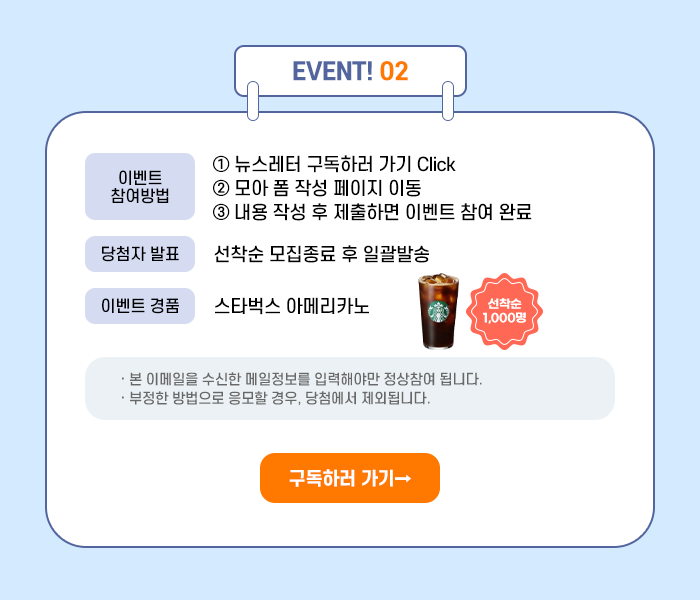 EVENT! 02
이벤트
참여방법
① 뉴스레터 구독하러 가기 Click
② 모아 폼 작성 페이지 이동
③ 내용 작성 후 제출하면 이벤트 참여 완료
당첨자 발표
선착순 모집종료 후 일괄발송
이벤트 경품
스타벅스 아메리카노
선착순
1,000명
· 본 이메일을 수신한 메일정보를 입력해야만 정상참여 됩니다.
· 부정한 방법으로 응모할 경우, 당첨에서 제외됩니다.
구독하러 가기→